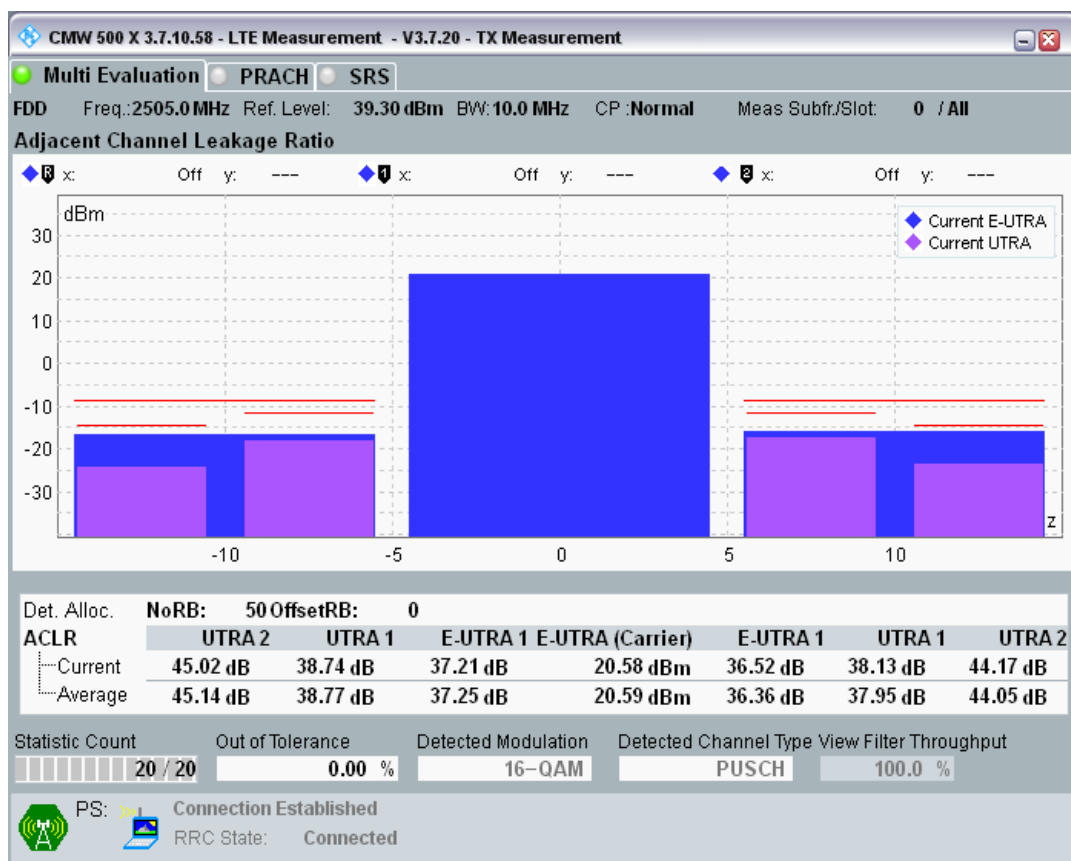 CMW 500 X 3.7.10.58 - LTE Measurement - V3.7.20 - TX Measurement
Multi Evaluation PRACH SRS
FDD Freq.:2505.0 MHz Ref. Level: 39.30 dBm BW:10.0 MHz CP :Normal Meas Subfr./Slot: 0 / All
Adjacent Channel Leakage Ratio
R x: Off y: --- 1 x: Off y: --- 2 x: Off y: ---
dBm
Current E-UTRA
Current UTRA
30
20
10
0
-10
-20
-30
z
-10 -5 0 5 10
Det. Alloc. NoRB: 50 OffsetRB: 0
ACLR UTRA 2 UTRA 1 E-UTRA 1 E-UTRA (Carrier) E-UTRA 1 UTRA 1 UTRA 2
Current 45.02 dB 38.74 dB 37.21 dB 20.58 dBm 36.52 dB 38.13 dB 44.17 dB
Average 45.14 dB 38.77 dB 37.25 dB 20.59 dBm 36.36 dB 37.95 dB 44.05 dB
Statistic Count Out of Tolerance Detected Modulation Detected Channel Type View Filter Throughput
20 / 20 0.00 % 16-QAM PUSCH 100.0 %
PS: Connection Established
RRC State: Connected